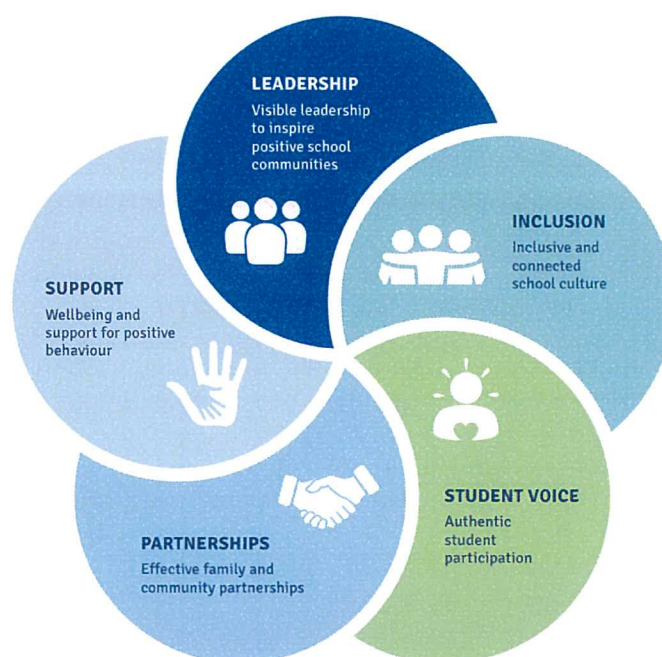 LEADERSHIP
Visible leadership
to inspire
positive school
communities
INCLUSION
Inclusive and
connected
school culture
STUDENT VOICE
Authentic
student
participation
PARTNERSHIPS
Effective family and
community partnerships
SUPPORT
Wellbeing and
support for positive
behaviour